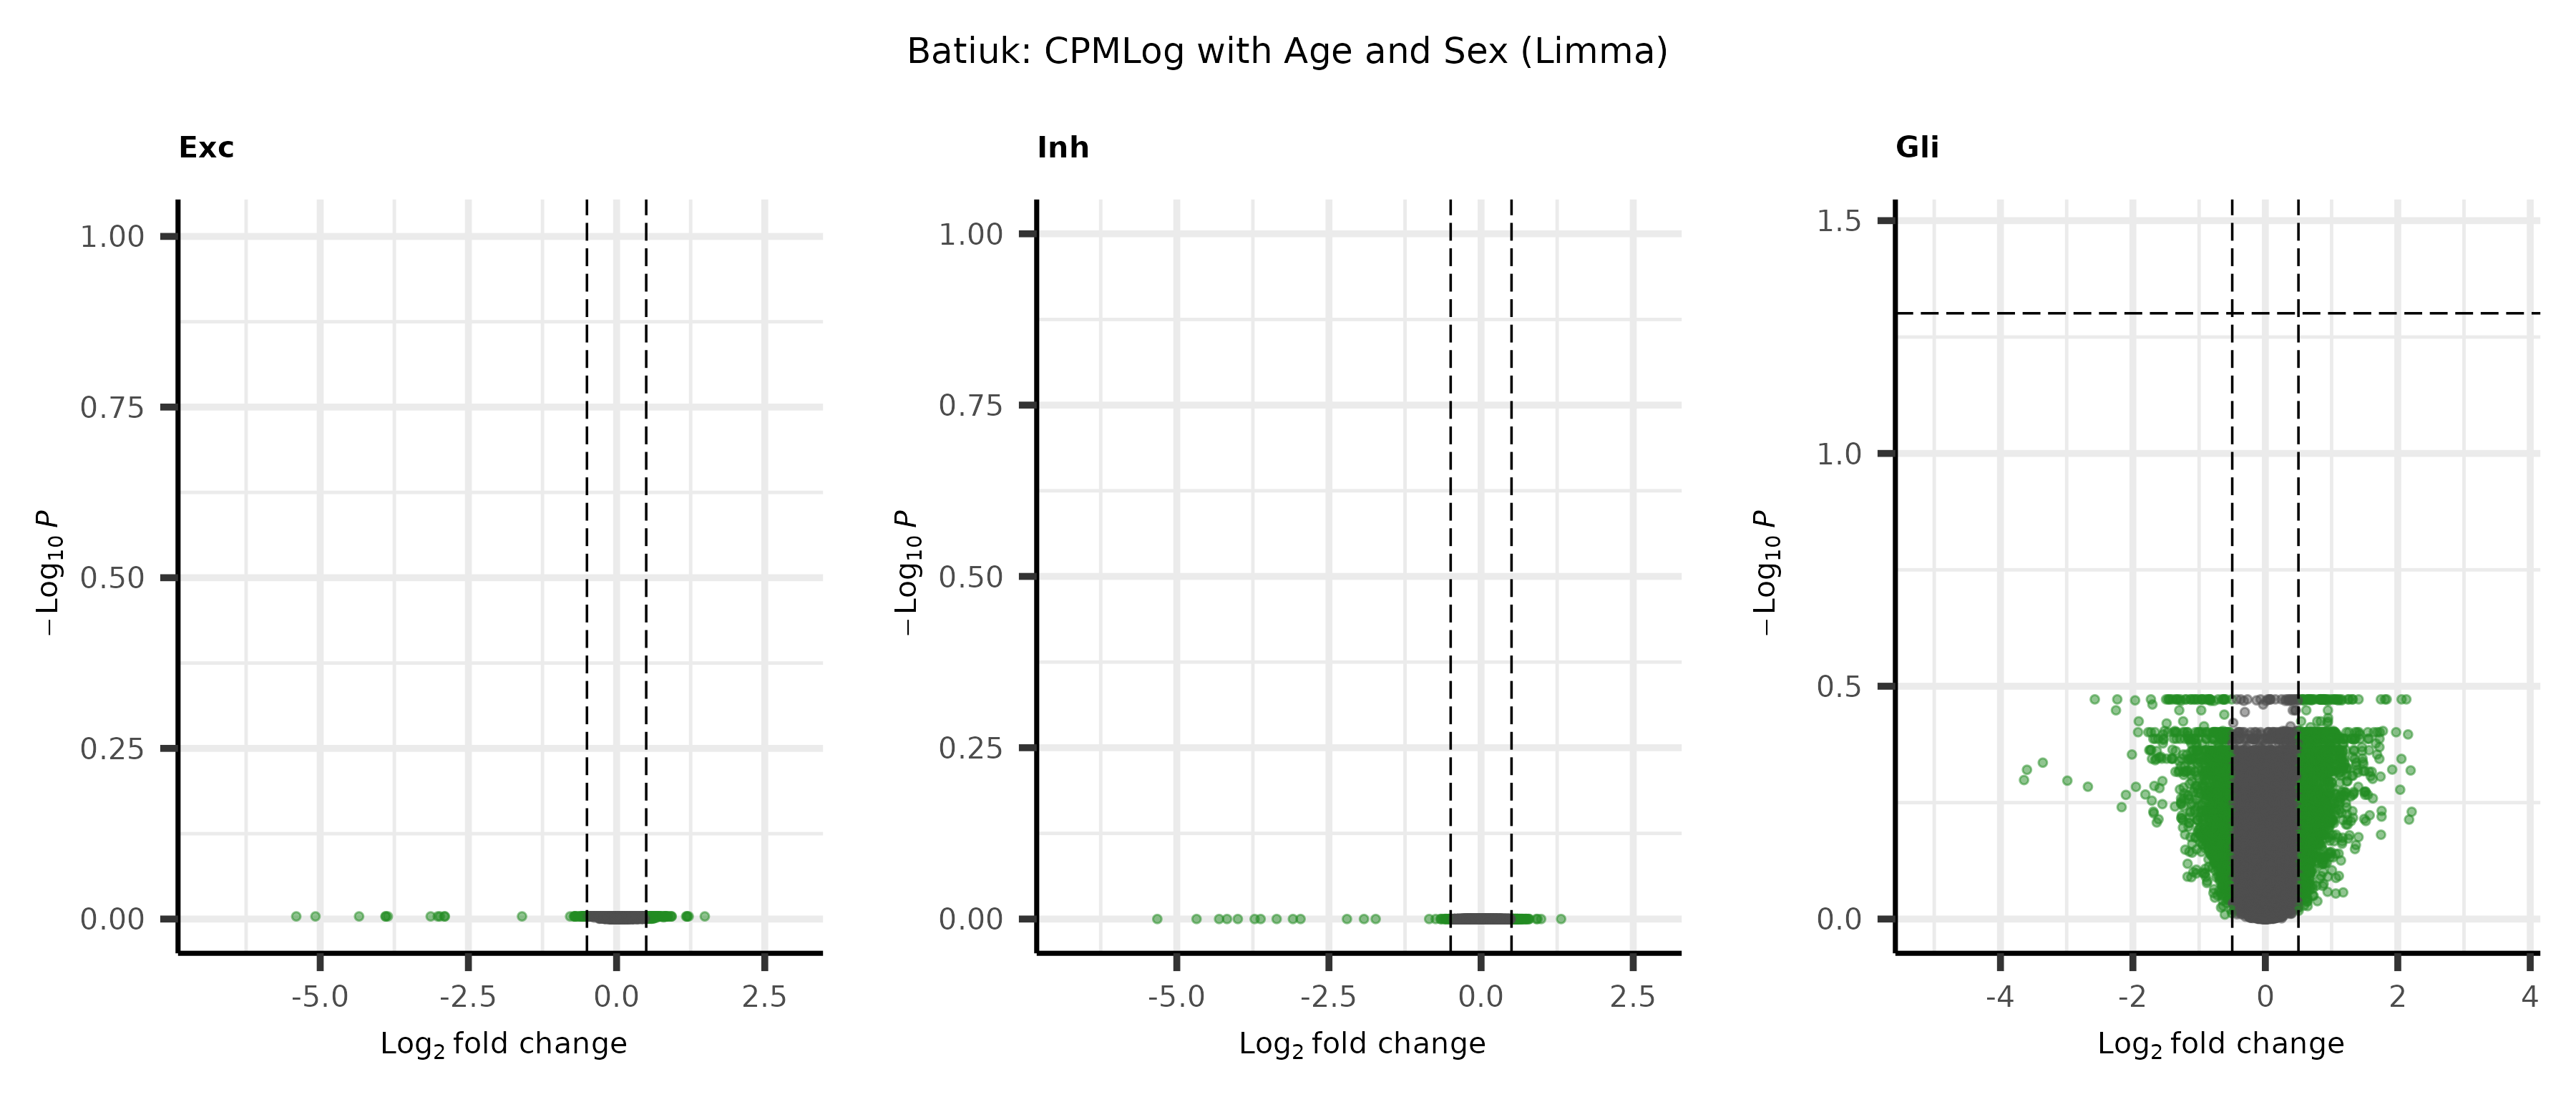 Batiuk: CPMLog with Age and Sex (Limma)
Exc
1.00
0.75
0.50
0.25
0.00
−Log10 P
-5.0 -2.5 0.0 2.5
Log2 fold change
Inh
1.00
0.75
0.50
0.25
0.00
−Log10 P
-5.0 -2.5 0.0 2.5
Log2 fold change
Gli
1.5
1.0
0.5
0.0
−Log10 P
-4 -2 0 2 4
Log2 fold change